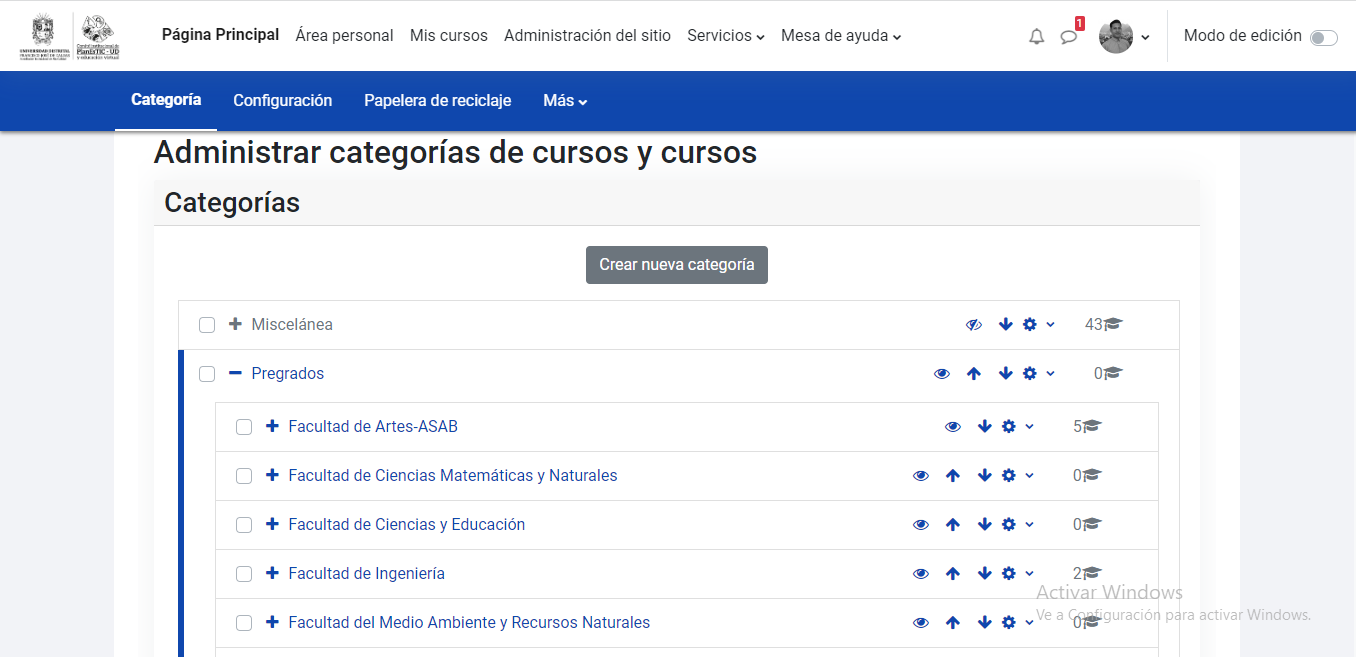 UNIVERSIDAD DISTRITAL
FRANCISCO JOSÉ DE CALDAS
PlanEsTIC - UD
y educación virtual
Página Principal Área personal Mis cursos Administración del sitio Servicios Mesa de ayuda 1 Modo de edición
Categoría Configuración Papelera de reciclaje Más
Administrar categorías de cursos y cursos
Categorías
Crear nueva categoría
Miscelánea 43
Pregrados 0
Facultad de Artes-ASAB 5
Facultad de Ciencias Matemáticas y Naturales 0
Facultad de Ciencias y Educación 0
Facultad de Ingeniería 2
Activar Windows
Ve a Configuración para activar Windows.
Facultad del Medio Ambiente y Recursos Naturales 0